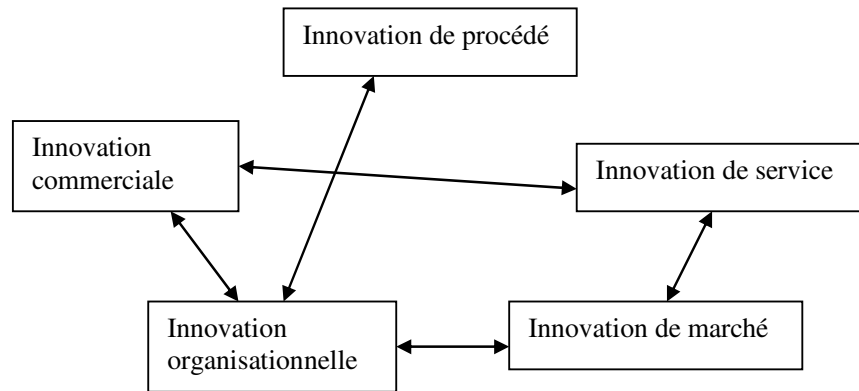 Innovation de procédé
Innovation
commerciale
Innovation de service
Innovation
organisationnelle
Innovation de marché